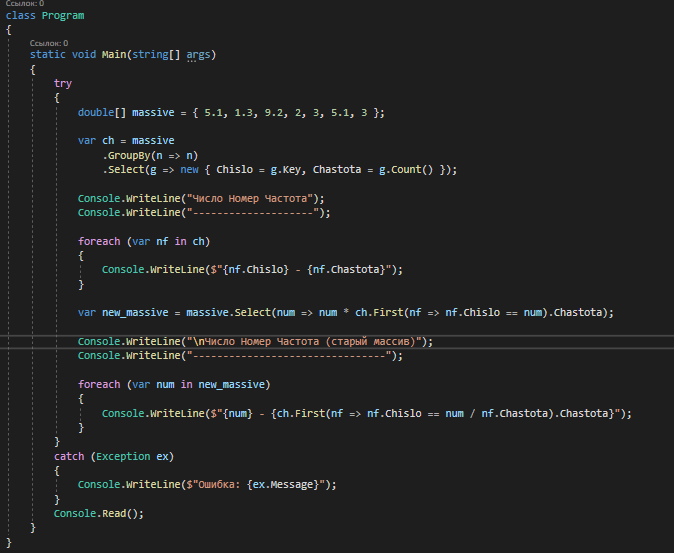 Ссылок: 0
class Program
{
Ссылок: 0
static void Main(string[] args)
{
try
{
double[] massive = { 5.1, 1.3, 9.2, 2, 3, 5.1, 3 };
var ch = massive
.GroupBy(n => n)
.Select(g => new { Chislo = g.Key, Chastota = g.Count() });
Console.WriteLine("Число Номер Частота");
Console.WriteLine("--------------------");
foreach (var nf in ch)
{
Console.WriteLine($"{nf.Chislo} - {nf.Chastota}");
}
var new_massive = massive.Select(num => num * ch.First(nf => nf.Chislo == num).Chastota);
Console.WriteLine("\nЧисло Номер Частота (старый массив)");
Console.WriteLine("--------------------------------");
foreach (var num in new_massive)
{
Console.WriteLine($"{num} - {ch.First(nf => nf.Chislo == num / nf.Chastota).Chastota}");
}
}
catch (Exception ex)
{
Console.WriteLine($"Ошибка: {ex.Message}");
}
Console.Read();
}
}